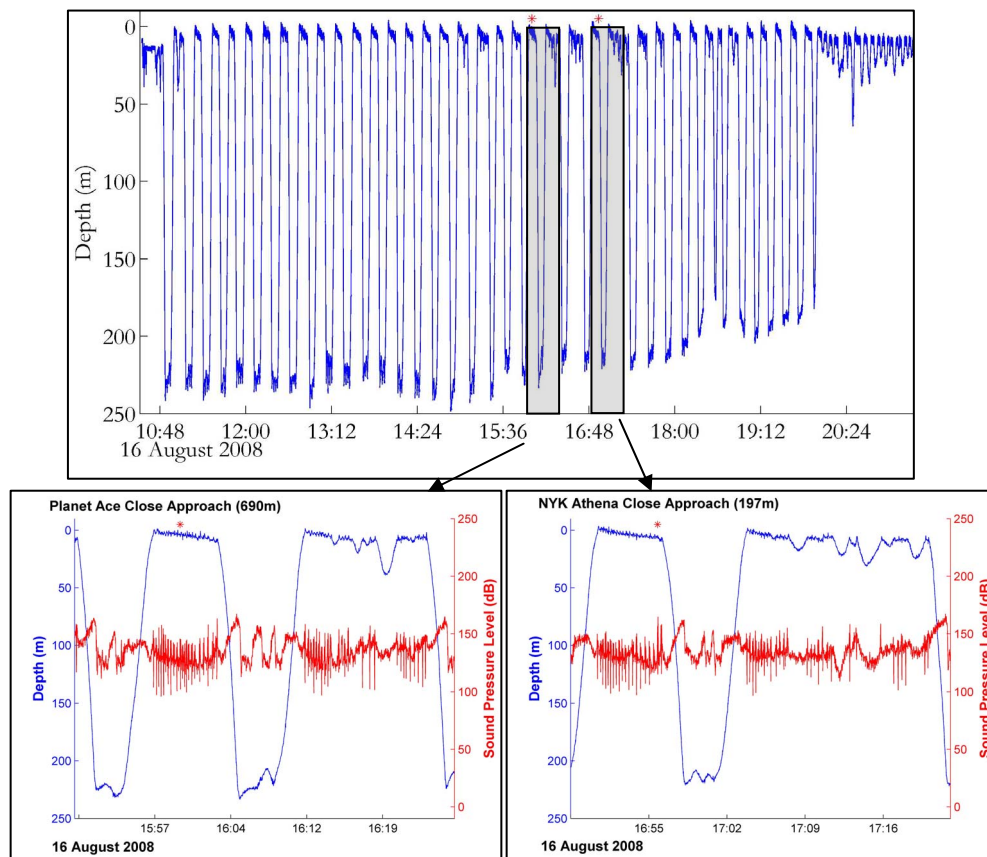 0
50
100
150
200
250
Depth (m)
10:48 12:00 13:12 14:24 15:36 16:48 18:00 19:12 20:24
16 August 2008
Planet Ace Close Approach (690m)
0
50
100
150
200
250
Depth (m)
250
200
150
100
50
0
Sound Pressure Level (dB)
15:57 16:04 16:12 16:19
16 August 2008
NYK Athena Close Approach (197m)
0
50
100
150
200
250
Depth (m)
250
200
150
100
50
0
Sound Pressure Level (dB)
16:55 17:02 17:09 17:16
16 August 2008